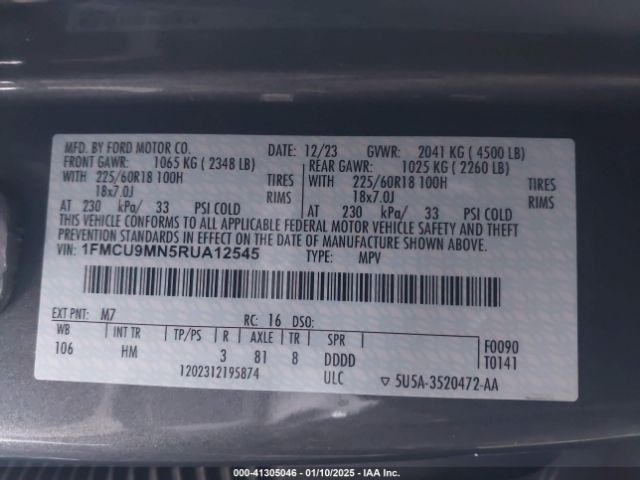 MFD. BY FORD MOTOR CO. DATE: 12/23 GVWR: 2041 KG ( 4500 LB)
FRONT GAWR: 1065 KG ( 2348 LB) REAR GAWR: 1025 KG ( 2260 LB)
WITH 225/60R18 100H TIRES WITH 225/60R18 100H TIRES
18x7.0J RIMS 18x7.0J RIMS
AT 230 kPa/ 33 PSI COLD AT 230 kPa/ 33 PSI COLD
THIS VEHICLE CONFORMS TO ALL APPLICABLE FEDERAL MOTOR VEHICLE SAFETY AND THEFT
PREVENTION STANDARDS IN EFFECT ON THE DATE OF MANUFACTURE SHOWN ABOVE.
VIN: 1FMCU9MN5RUA12545 TYPE: MPV
EXT PNT: M7 RC: 16 DSO:
WB INT TR TP/PS R AXLE TR SPR F0090
106 HM 3 81 8 DDDD T0141
1202312195874 ULC ▽ 5U5A-3520472-AA
000-41305046 - 01/10/2025 - IAA Inc.